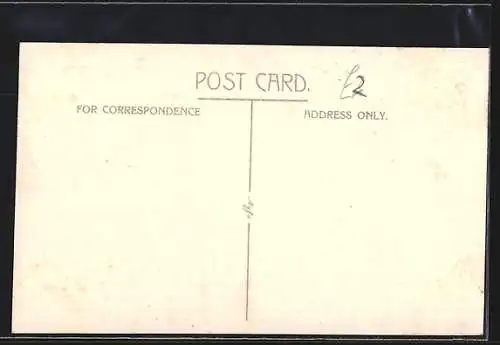 POST CARD.
£2
FOR CORRESPONDENCE
ADDRESS ONLY.